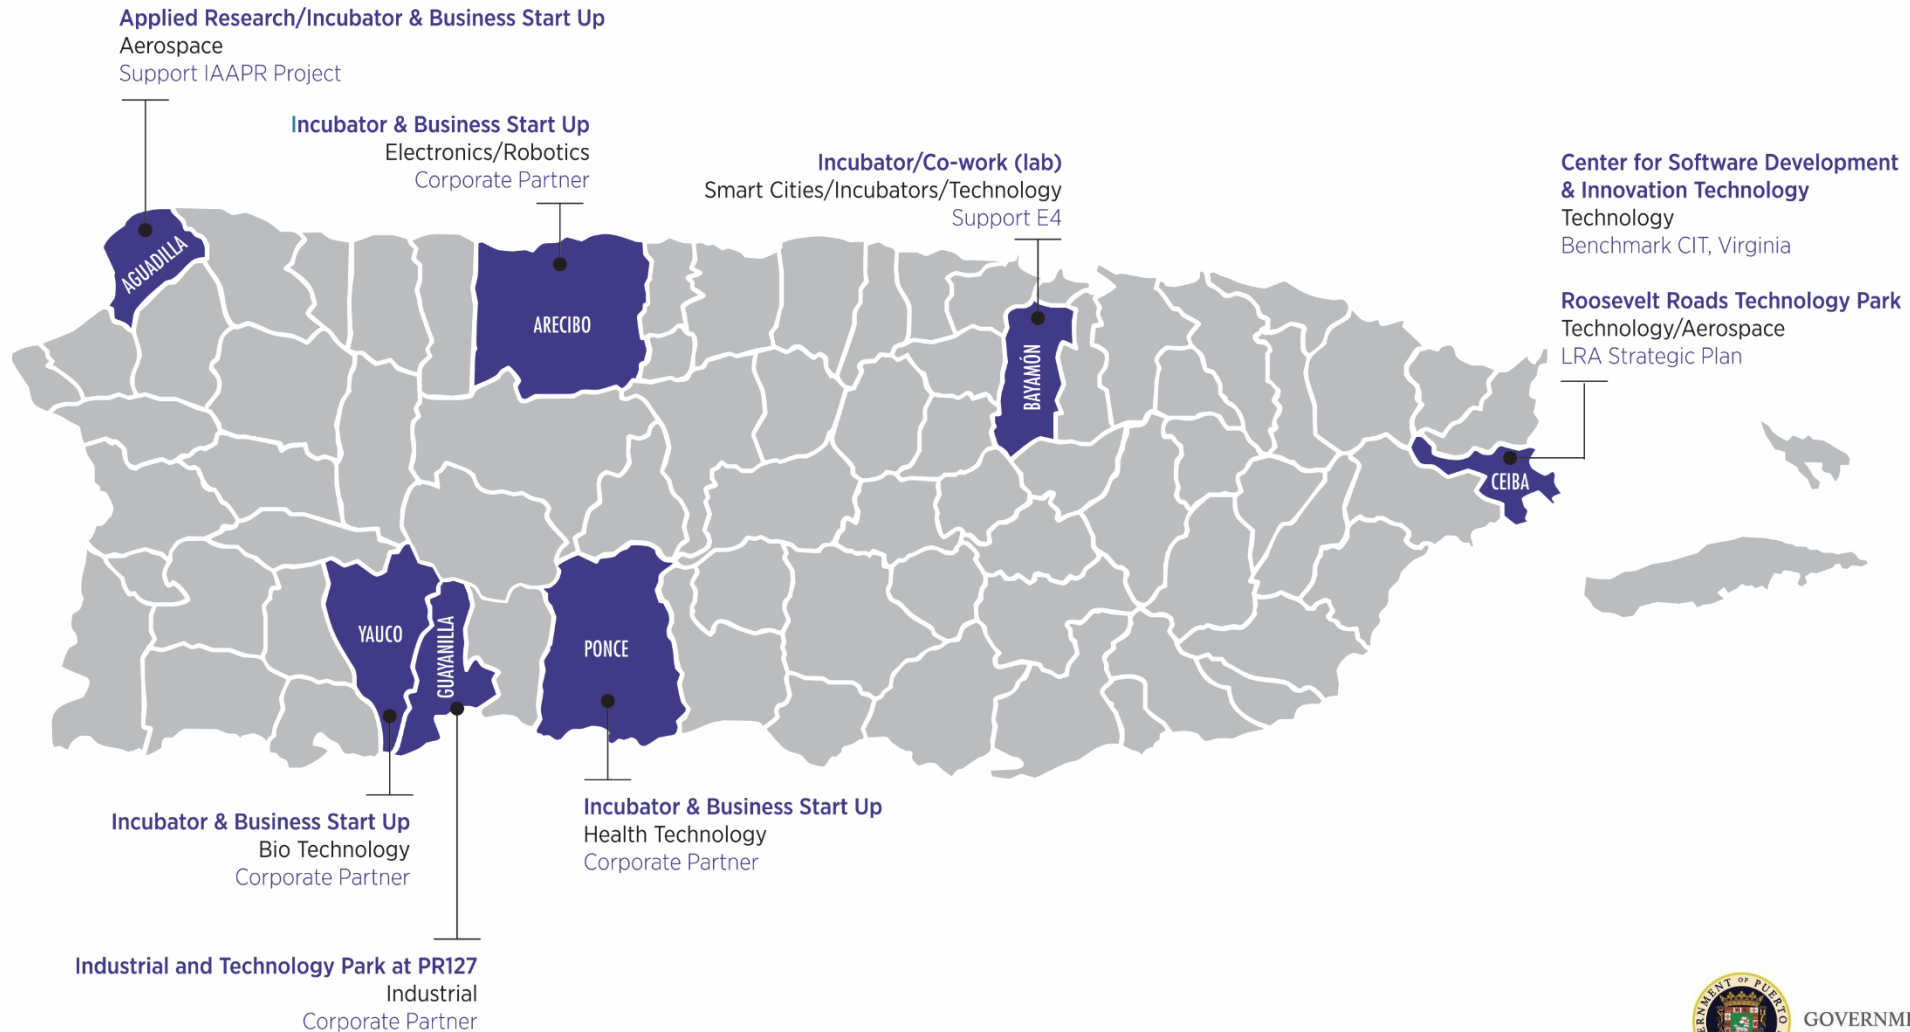 Applied Research/Incubator & Business Start Up
Aerospace
Support IAAPR Project
Incubator & Business Start Up
Electronics/Robotics
Corporate Partner
Incubator/Co-work (lab)
Smart Cities/Incubators/Technology
Support E4
Center for Software Development
& Innovation Technology
Technology
Benchmark CIT, Virginia
Roosevelt Roads Technology Park
Technology/Aerospace
LRA Strategic Plan
AGUADILLA
ARECIBO
BAYAMÓN
CEIBA
YAUCO
GUAYANILLA
PONCE
Incubator & Business Start Up
Bio Technology
Corporate Partner
Incubator & Business Start Up
Health Technology
Corporate Partner
Industrial and Technology Park at PR127
Industrial
Corporate Partner
OF PUERTO